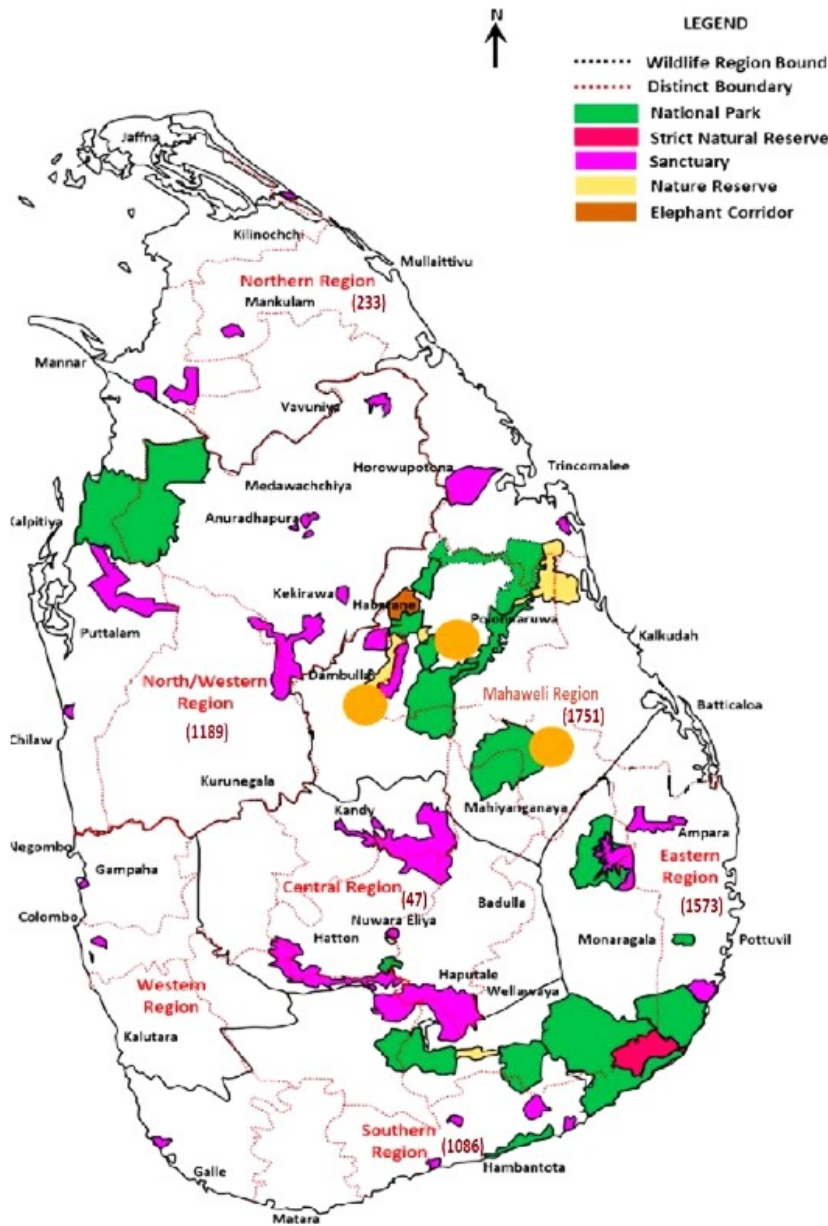 N
LEGEND
Wildlife Region Bound
Distinct Boundary
National Park
Strict Natural Reserve
Sanctuary
Nature Reserve
Elephant Corridor
Jaffna
Kilinochchi
Mullaittivu
Northern Region
(233)
Mankulam
Mannar
Vavuniya
Horowupotona
Trincomalee
Medawachchiya
Anuradhapura
Kalpitiya
Kekirawa
Puttalam
Kalkudah
Dambulla
North/Western
Region
(1189)
Mahaweli Region
(1751)
Batticaloa
Chilaw
Kurunegala
Mahiyanganaya
Kandy
Ampara
Negombo
Gampaha
Eastern
Region
(1573)
Central Region
(47)
Badulla
Colombo
Nuwara Eliya
Hatton
Monaragala
Pottuvil
Haputale
Wellawaya
Western
Region
Kalutara
Southern
Region
(1086)
Galle
Hambantota
Matara